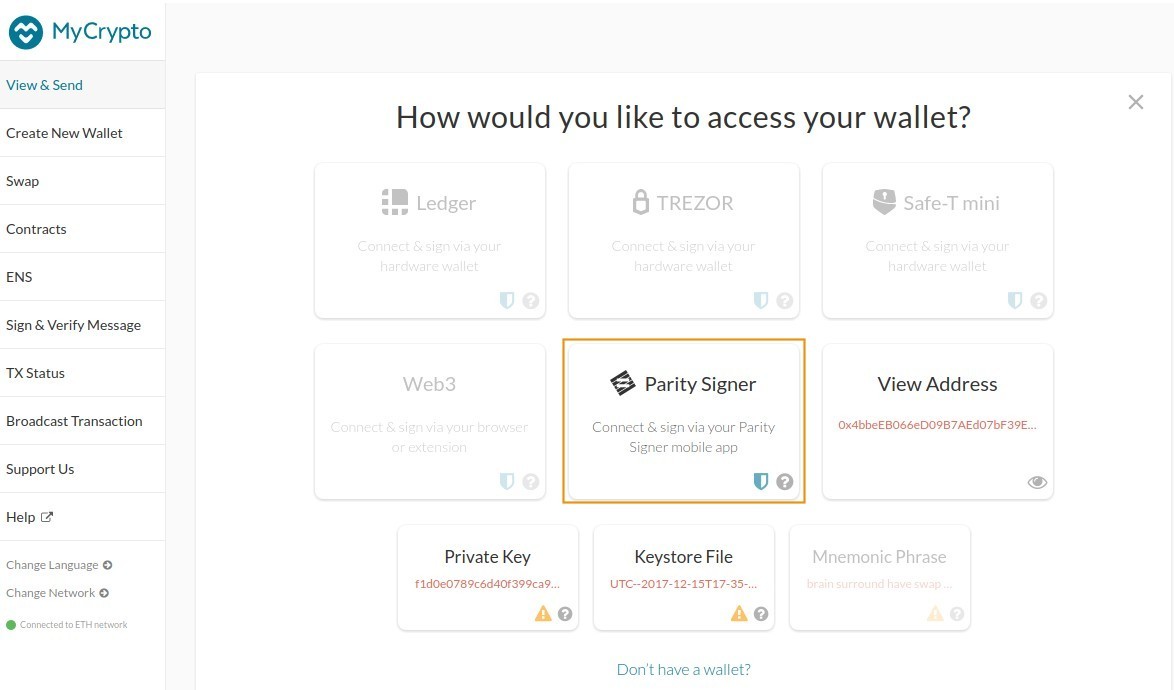 MyCrypto
View & Send
Create New Wallet
Swap
Contracts
ENS
Sign & Verify Message
TX Status
Broadcast Transaction
Support Us
Help
Change Language
Change Network
Connected to ETH network
How would you like to access your wallet?
Ledger
Connect & sign via your
hardware wallet
TREZOR
Connect & sign via your
hardware wallet
Safe-T mini
Connect & sign via your
hardware wallet
Web3
Connect & sign via your browser
or extension
Parity Signer
Connect & sign via your Parity
Signer mobile app
View Address
0x4bbeEB066eD09B7AEd07bF39E...
Private Key
f1d0e0789c6d40f399ca9...
Keystore File
UTC--2017-12-15T17-35-...
Mnemonic Phrase
brain surround have swap ...
Don't have a wallet?